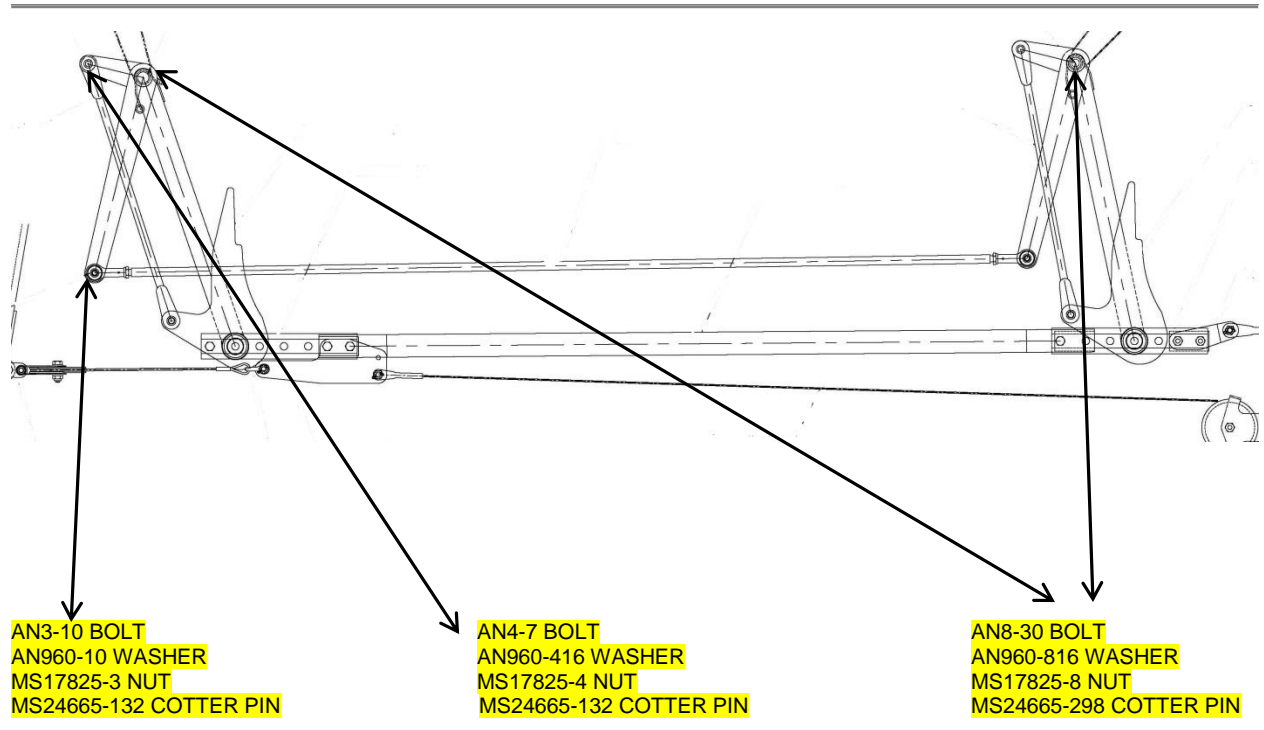 AN3-10 BOLT
AN960-10 WASHER
MS17825-3 NUT
MS24665-132 COTTER PIN
AN4-7 BOLT
AN960-416 WASHER
MS17825-4 NUT
MS24665-132 COTTER PIN
AN8-30 BOLT
AN960-816 WASHER
MS17825-8 NUT
MS24665-298 COTTER PIN